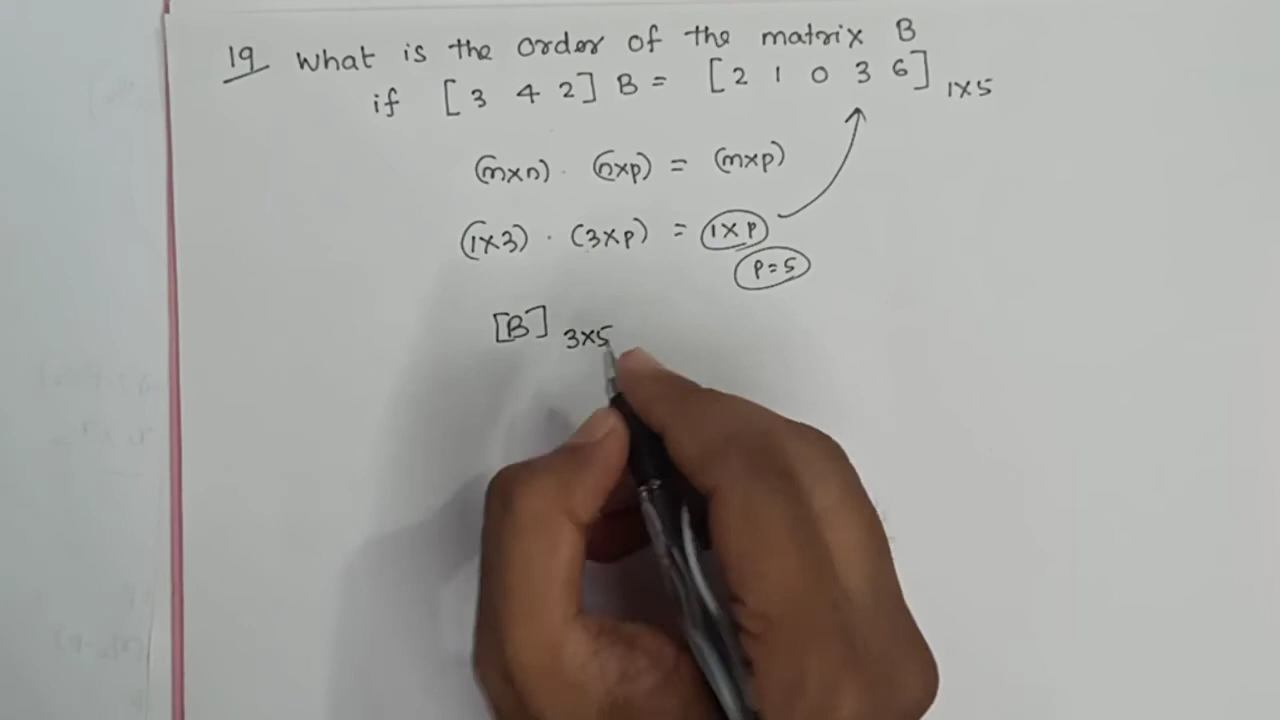 19 What is the order of the matrix B
if [3 4 2] B = [2 1 0 3 6] 1×5
(m×n) . (n×p) = (m×p)
(1×3) . (3×p) = 1×p
p=5
[B] 3×5